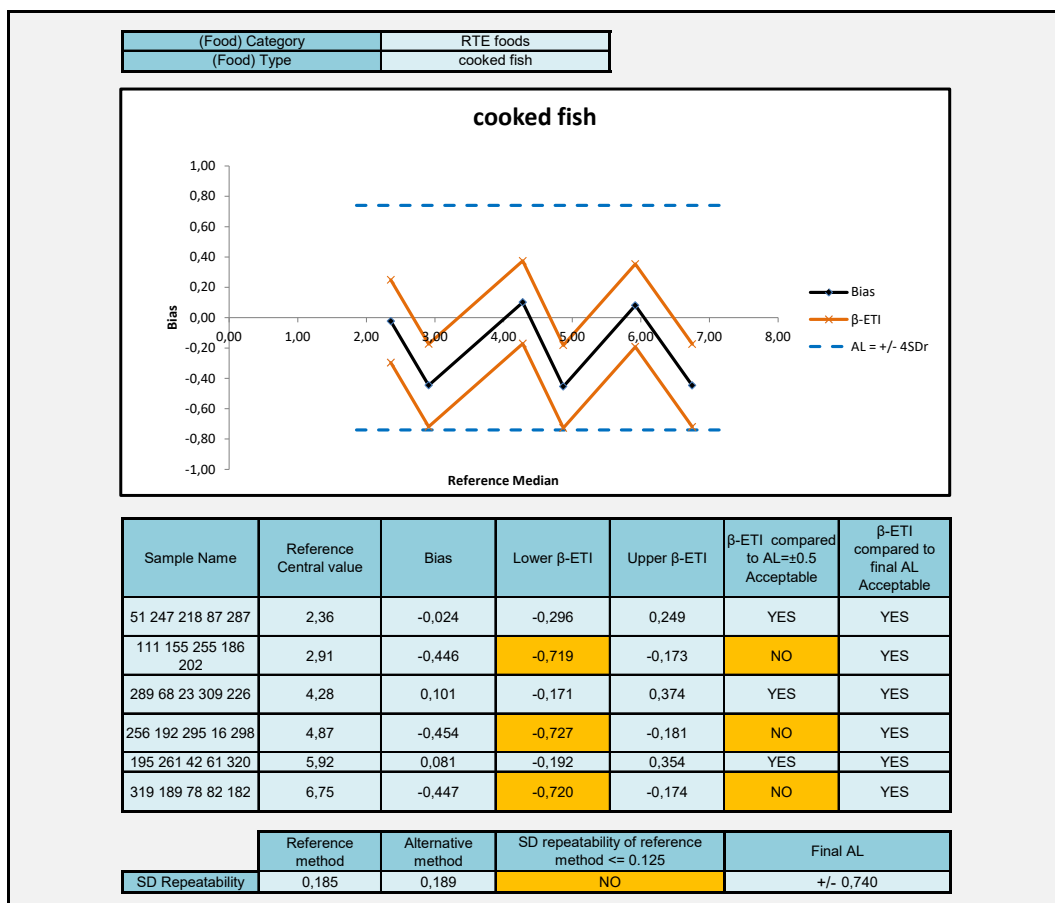 (Food) Category RTE foods
(Food) Type cooked fish
cooked fish
1,00
0,80
0,60
0,40
0,20
0,00
-0,20
-0,40
-0,60
-0,80
-1,00
0,00 1,00 2,00 3,00 4,00 5,00 6,00 7,00 8,00
Bias
Reference Median
Bias
β-ETI
AL = +/- 4SDr
Sample Name Reference Central value Bias Lower β-ETI Upper β-ETI β-ETI compared to AL=±0.5 Acceptable β-ETI compared to final AL Acceptable
51 247 218 87 287 2,36 -0,024 -0,296 0,249 YES YES
111 155 255 186 202 2,91 -0,446 -0,719 -0,173 NO YES
289 68 23 309 226 4,28 0,101 -0,171 0,374 YES YES
256 192 295 16 298 4,87 -0,454 -0,727 -0,181 NO YES
195 261 42 61 320 5,92 0,081 -0,192 0,354 YES YES
319 189 78 82 182 6,75 -0,447 -0,720 -0,174 NO YES
Reference method Alternative method SD repeatability of reference method <= 0.125 Final AL
SD Repeatability 0,185 0,189 NO +/- 0,740